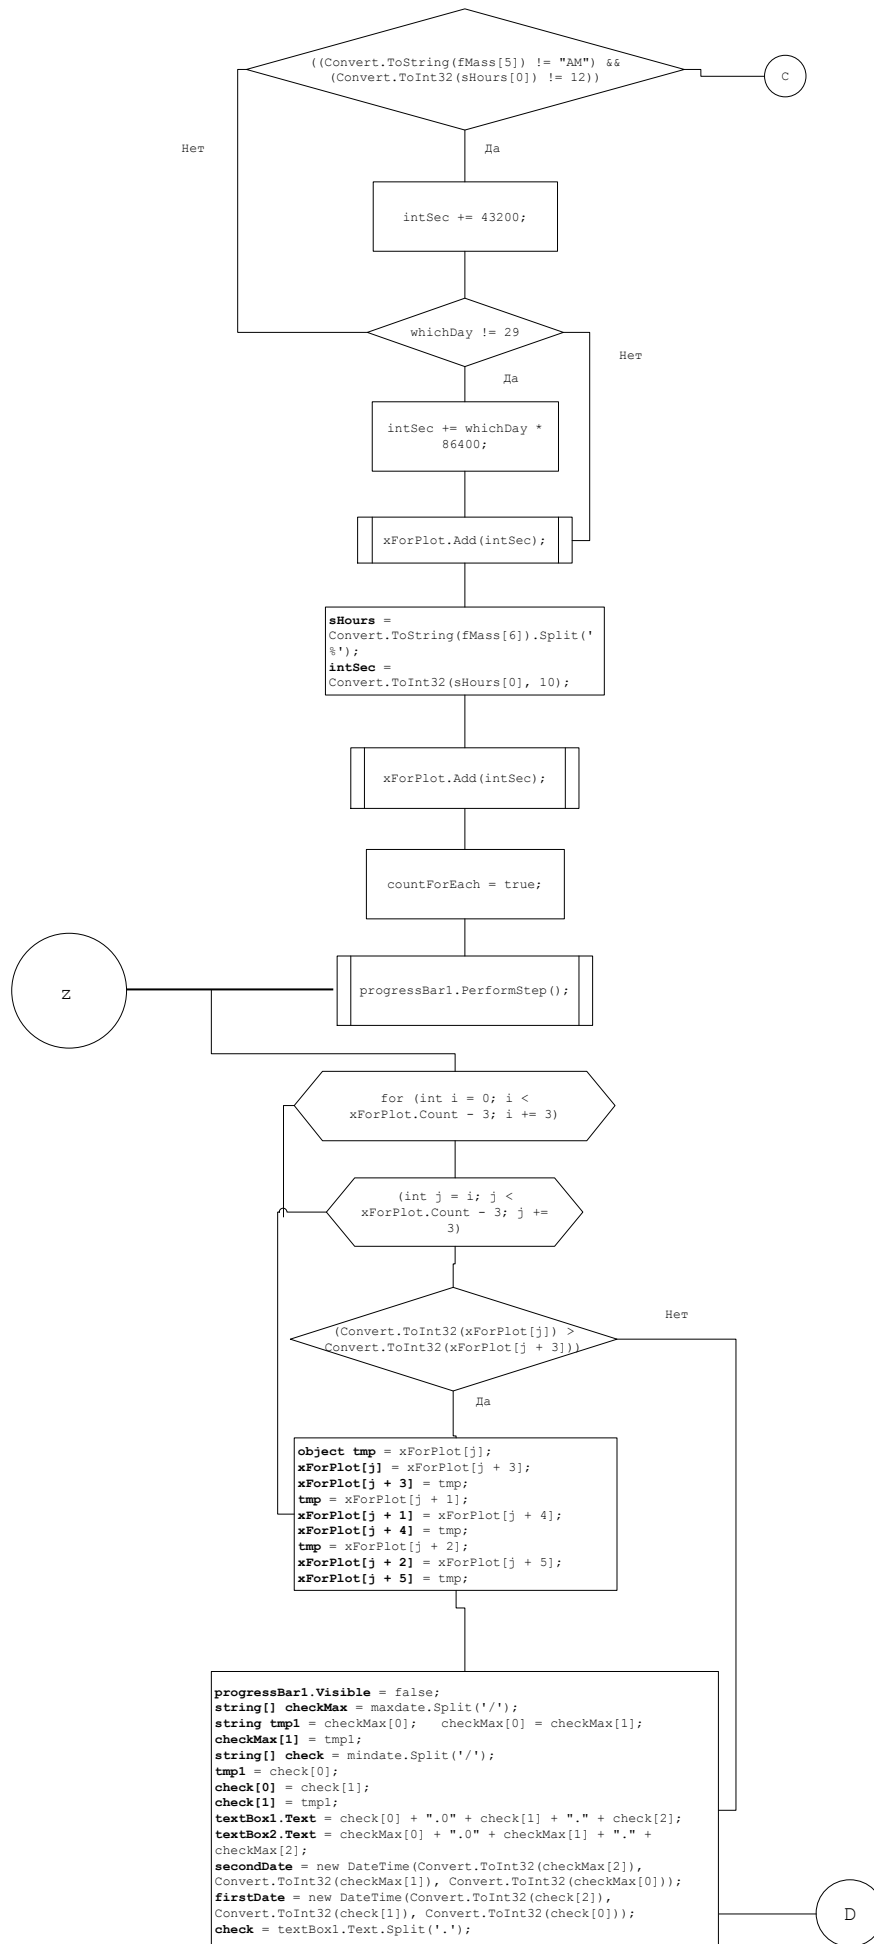 ((Convert.ToString(fMass[5]) != "AM") &&
(Convert.ToInt32(sHours[0]) != 12))
C
Нет
Да
intSec += 43200;
whichDay != 29
Нет
Да
intSec += whichDay *
86400;
xForPlot.Add(intSec);
sHours =
Convert.ToString(fMass[6]).Split('
%');
intSec =
Convert.ToInt32(sHours[0], 10);
xForPlot.Add(intSec);
countForEach = true;
Z
progressBar1.PerformStep();
for (int i = 0; i <
xForPlot.Count - 3; i += 3)
(int j = i; j <
xForPlot.Count - 3; j +=
3)
Нет
(Convert.ToInt32(xForPlot[j]) >
Convert.ToInt32(xForPlot[j + 3]))
Да
object tmp = xForPlot[j];
xForPlot[j] = xForPlot[j + 3];
xForPlot[j + 3] = tmp;
tmp = xForPlot[j + 1];
xForPlot[j + 1] = xForPlot[j + 4];
xForPlot[j + 4] = tmp;
tmp = xForPlot[j + 2];
xForPlot[j + 2] = xForPlot[j + 5];
xForPlot[j + 5] = tmp;
progressBar1.Visible = false;
string[] checkMax = maxdate.Split('/');
string tmp1 = checkMax[0];   checkMax[0] = checkMax[1];
checkMax[1] = tmp1;
string[] check = mindate.Split('/');
tmp1 = check[0];
check[0] = check[1];
check[1] = tmp1;
textBox1.Text = check[0] + ".0" + check[1] + "." + check[2];
textBox2.Text = checkMax[0] + ".0" + checkMax[1] + "." +
checkMax[2];
secondDate = new DateTime(Convert.ToInt32(checkMax[2]),
Convert.ToInt32(checkMax[1]), Convert.ToInt32(checkMax[0]));
firstDate = new DateTime(Convert.ToInt32(check[2]),
Convert.ToInt32(check[1]), Convert.ToInt32(check[0]));
check = textBox1.Text.Split('.');
D